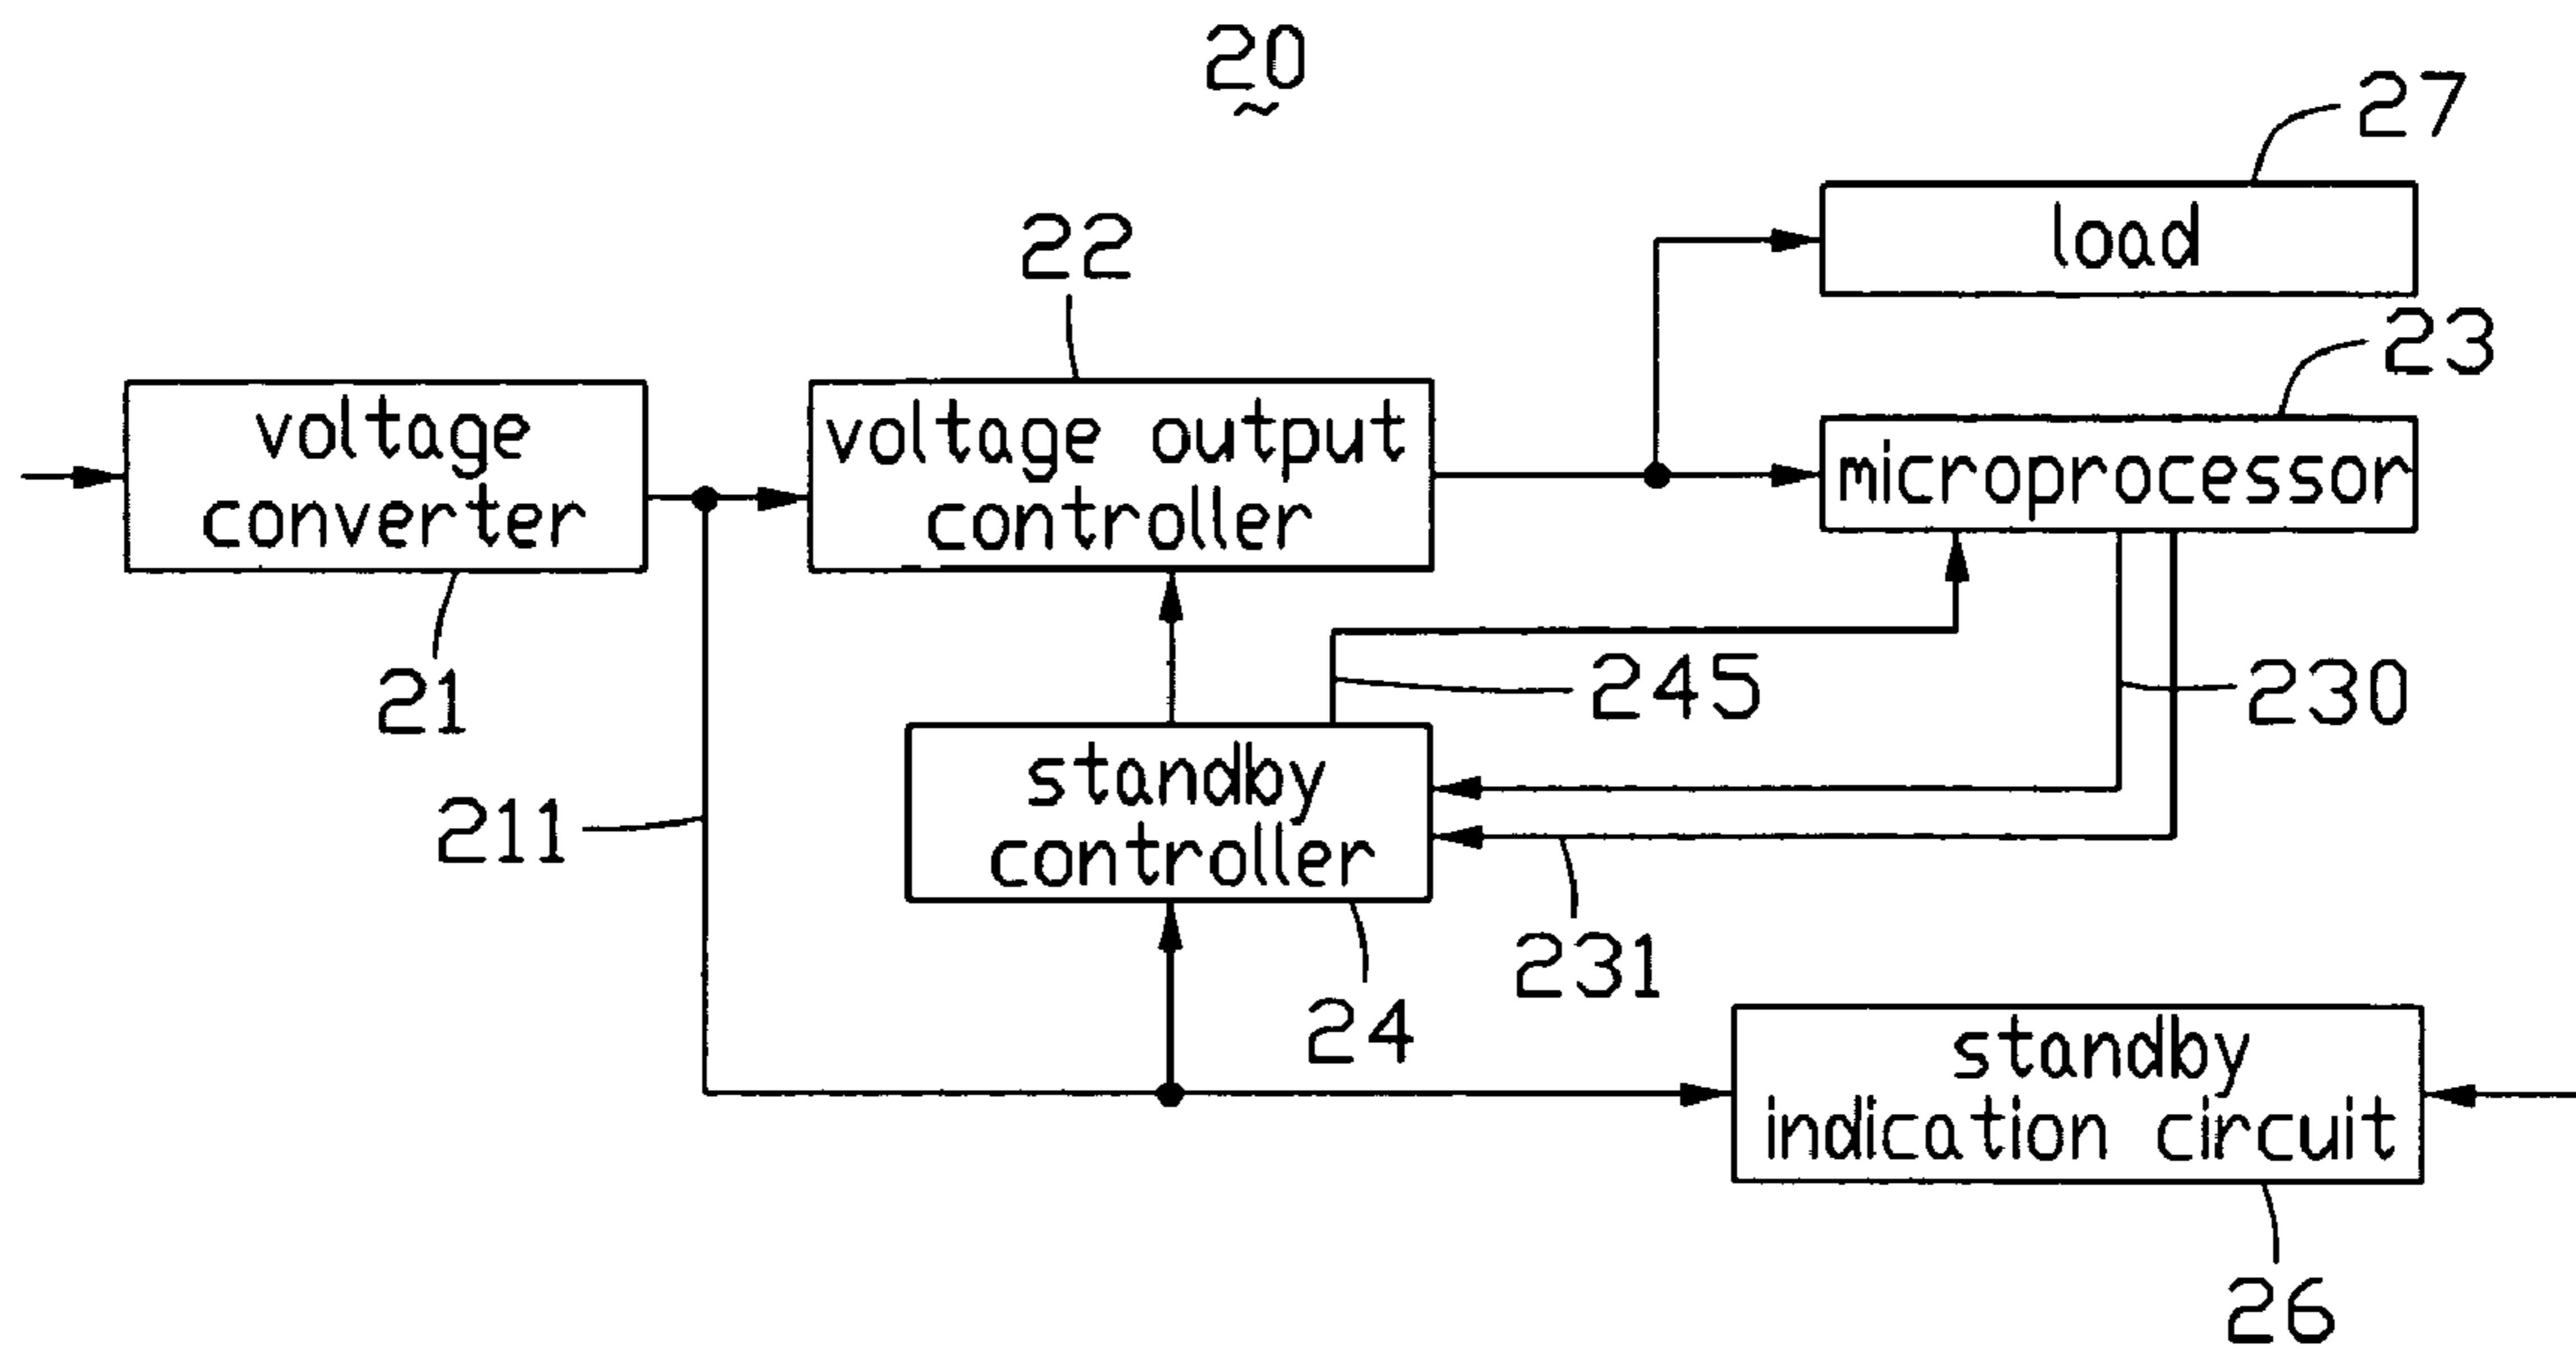 20
27
load
22
23
voltage
converter
voltage output
controller
microprocessor
21
245
230
211
standby
controller
231
24
standby
indication circuit
26